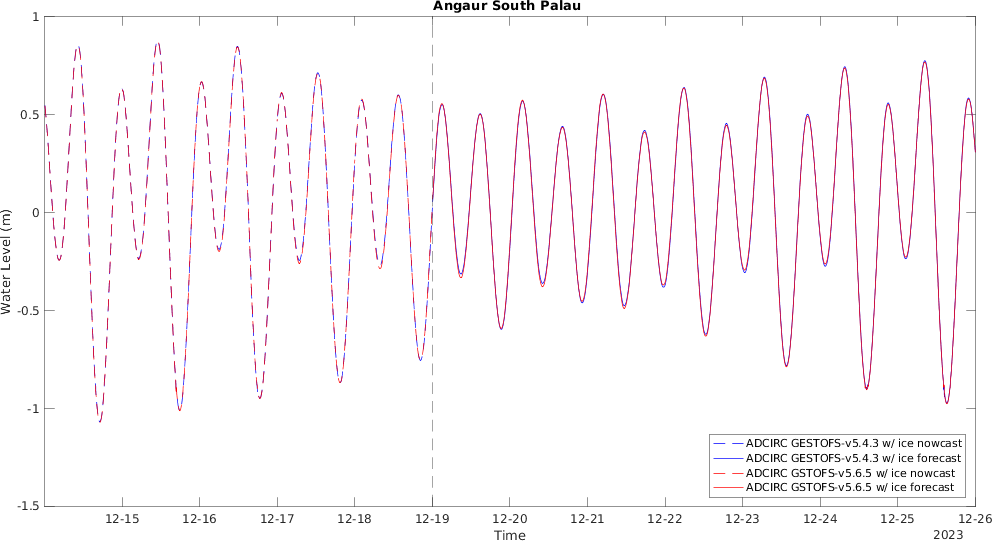 Angaur South Palau
1
0.5
0
-0.5
-1
-1.5
Water Level (m)
ADCIRC GESTOFS-v5.4.3 w/ ice nowcast
ADCIRC GESTOFS-v5.4.3 w/ ice forecast
ADCIRC GSTOFS-v5.6.5 w/ ice nowcast
ADCIRC GSTOFS-v5.6.5 w/ ice forecast
12-15 12-16 12-17 12-18 12-19 12-20 12-21 12-22 12-23 12-24 12-25 12-26
Time
2023